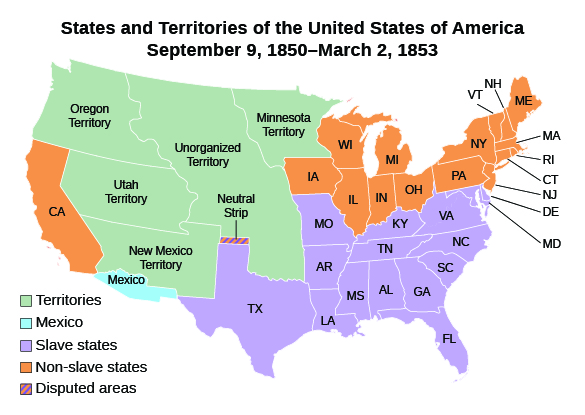 States and Territories of the United States of America
September 9, 1850–March 2, 1853
NH
VT
ME
Oregon
Territory
Minnesota
Territory
MA
WI
NY
Unorganized
Territory
MI
RI
PA
IA
CT
Utah
Territory
OH
NJ
IL
IN
Neutral
Strip
DE
CA
VA
MO
KY
MD
NC
TN
New Mexico
Territory
AR
SC
Mexico
MS
AL
GA
Territories
TX
LA
Mexico
FL
Slave states
Non-slave states
Disputed areas